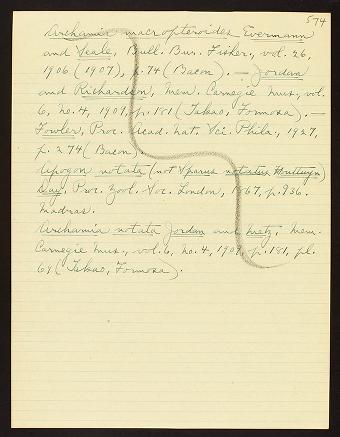 574
Archamia macropteroides Evermann
and Seale, Bull. Bur. Fisher., vol. 26,
1906 (1907), p. 74 (Bacon). — Jordan
and Richardson, Mem. Carnegie Mus., vol.
6, no. 4, 1909, p. 181 (Takao, Formosa). —
Fowler, Proc. Acad. Nat. Sci. Phila., 1927,
p. 274 (Bacon).
Apogon notata (not Sparus notatus Houttuyn)
Day, Proc. Zool. Soc. London, 1867, p. 936.
Madras.
Archamia notata Jordan and Metz, Mem.
Carnegie Mus., vol. 6, no. 4, 1909, p. 181, pl.
64 (Takao, Formosa).